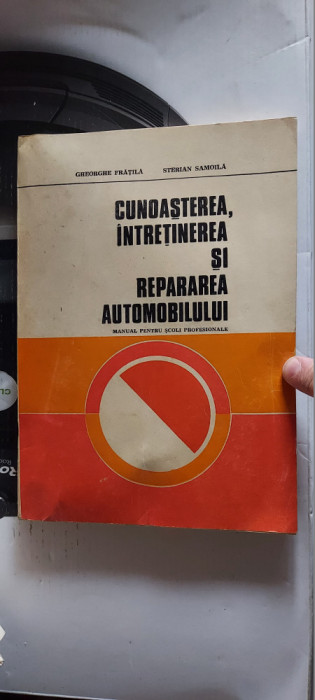 GHEORGHE FRĂȚILĂ STERIAN SAMOILĂ
CUNOAȘTEREA,
ÎNTREȚINEREA
ȘI
REPARAREA
AUTOMOBILULUI
MANUAL PENTRU ȘCOLI PROFESIONALE